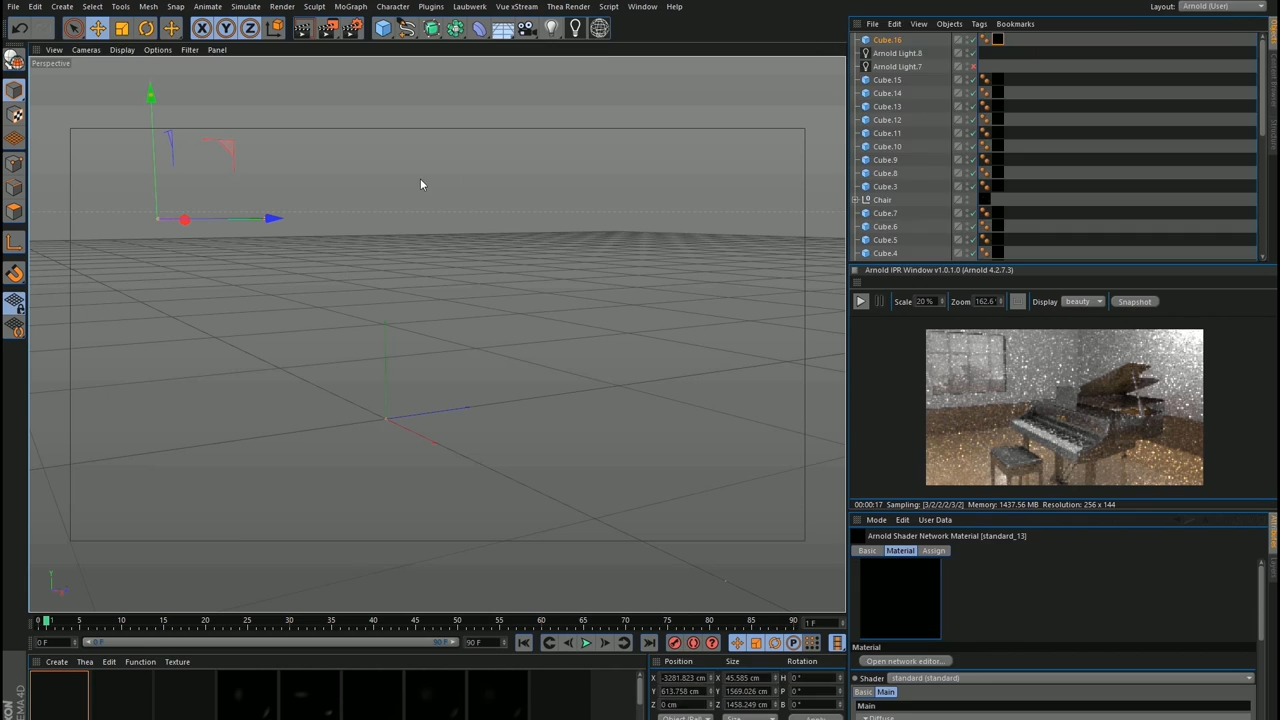 File Edit Create Select Tools Mesh Snap Animate Simulate Render Sculpt MoGraph Character Plugins Laubwerk Vue xStream Thea Render Script Window Help
Layout: Arnold (User)
View Cameras Display Options Filter Panel
Perspective
File Edit View Objects Tags Bookmarks
Cube.16
Arnold Light.8
Arnold Light.7
Cube.15
Cube.14
Cube.13
Cube.12
Cube.11
Cube.10
Cube.9
Cube.8
Cube.3
Chair
Cube.7
Cube.6
Cube.5
Cube.4
Arnold IPR Window v1.0.1.0 (Arnold 4.2.7.3)
Scale 20 % Zoom 162.6 Display beauty Snapshot
00:00:17 Sampling: [3/2/2/2/3/2] Memory: 1437.56 MB Resolution: 256 x 144
Mode Edit User Data
Arnold Shader Network Material [standard_13]
Basic Material Assign
Material
Open network editor...
Shader standard (standard)
Basic Main
Main
Diffuse
0 1 5 10 15 20 25 30 35 40 45 50 55 60 65 70 75 80 85 90 1 F
0 F 0 F 90 F 90 F
Create Thea Edit Function Texture
Position Size Rotation
X -3281.823 cm X 45.585 cm H 0 °
Y 613.758 cm Y 1569.026 cm P 0 °
Z 0 cm Z 1458.249 cm B 0 °